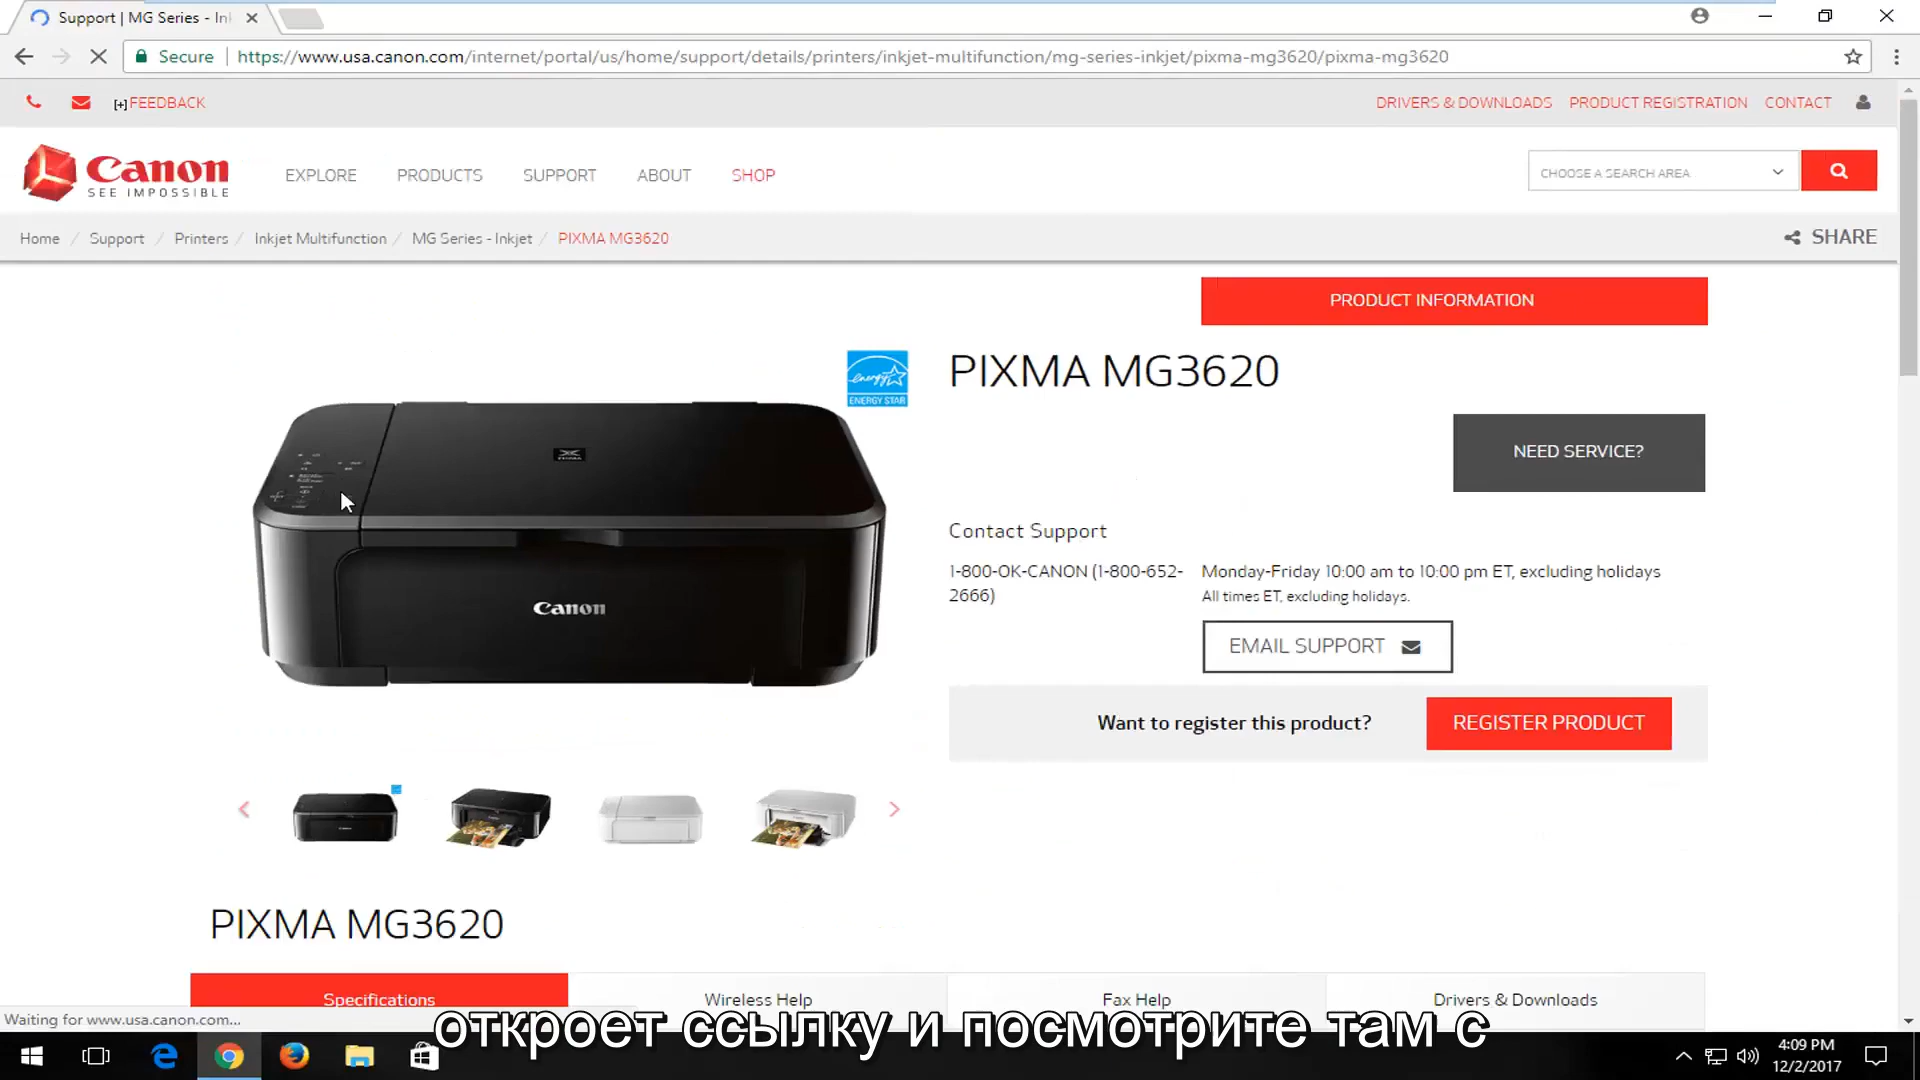 Support | MG Series - Ink
Secure https://www.usa.canon.com/internet/portal/us/home/support/details/printers/inkjet-multifunction/mg-series-inkjet/pixma-mg3620/pixma-mg3620
[+] FEEDBACK
DRIVERS & DOWNLOADS PRODUCT REGISTRATION CONTACT
Canon
SEE IMPOSSIBLE
EXPLORE PRODUCTS SUPPORT ABOUT SHOP
CHOOSE A SEARCH AREA
Home / Support / Printers / Inkjet Multifunction / MG Series - Inkjet / PIXMA MG3620
SHARE
PRODUCT INFORMATION
energy
ENERGY STAR
PIXMA MG3620
NEED SERVICE?
Contact Support
1-800-OK-CANON (1-800-652-
2666)
Monday-Friday 10:00 am to 10:00 pm ET, excluding holidays
All times ET, excluding holidays.
EMAIL SUPPORT
Canon
Want to register this product?
REGISTER PRODUCT
PIXMA MG3620
Specifications
Wireless Help
Fax Help
Drivers & Downloads
Waiting for www.usa.canon.com...
откроет ссылку и посмотрите там с
4:09 PM
12/2/2017